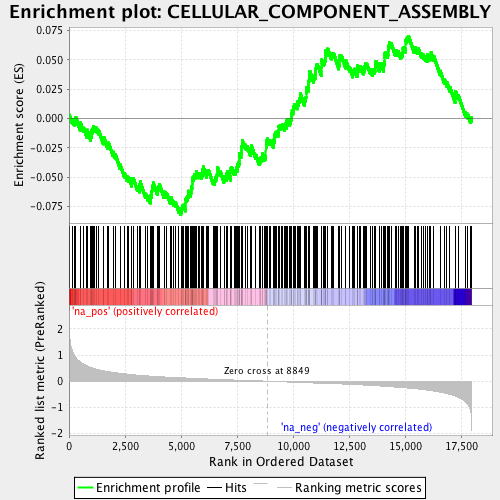 Enrichment plot: CELLULAR_COMPONENT_ASSEMBLY
Enrichment score (ES)
0.075
0.050
0.025
0.000
-0.025
-0.050
-0.075
'na_pos' (positively correlated)
Ranked list metric (PreRanked)
2
1
0
-1
-2
Zero cross at 8849
'na_neg' (negatively correlated)
0
2,500
5,000
7,500
10,000
12,500
15,000
17,500
Rank in Ordered Dataset
Enrichment profile
Hits
Ranking metric scores